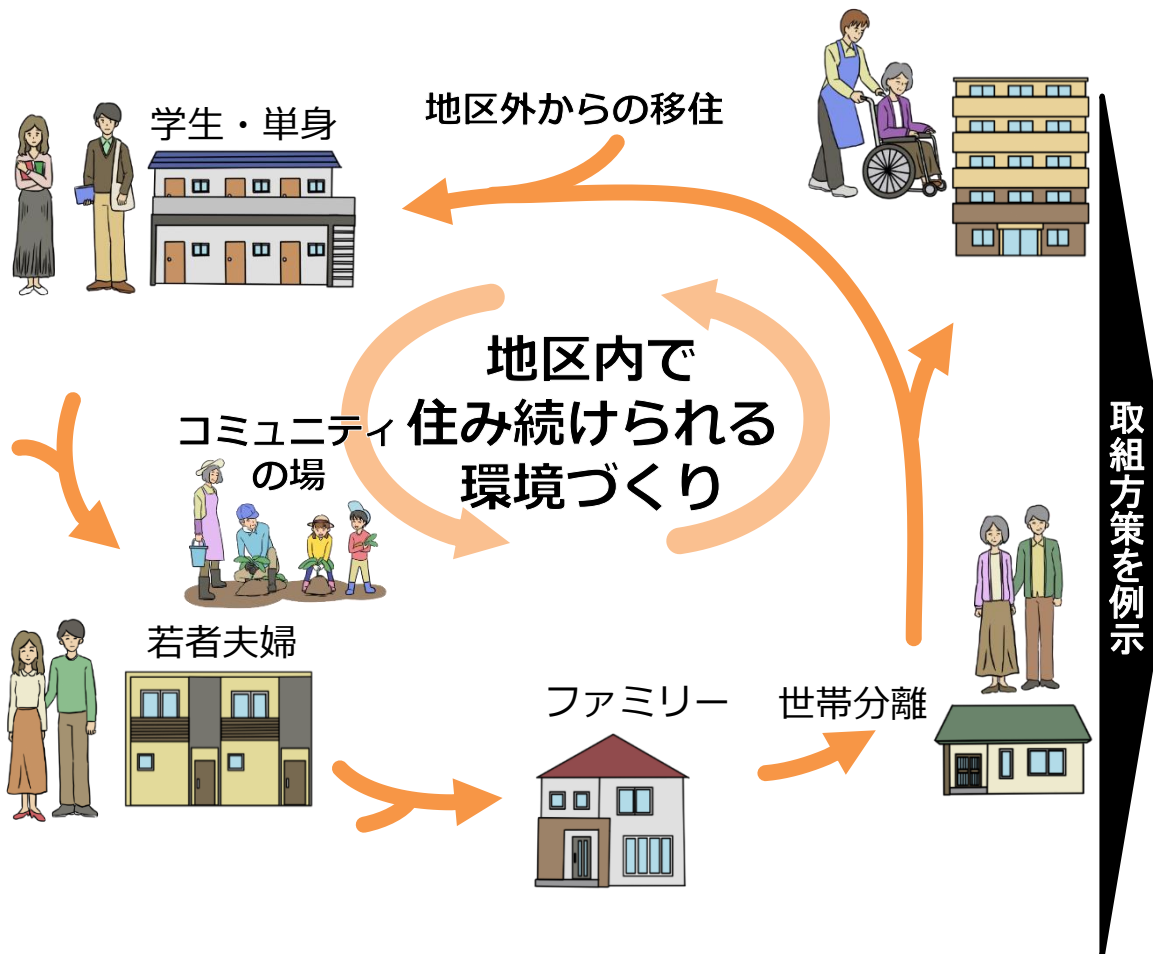 地区外からの移住
学生・単身
地区内で
住み続けられる
環境づくり
コミュニティ
の場
若者夫婦
ファミリー
世帯分離
取組方策を例示